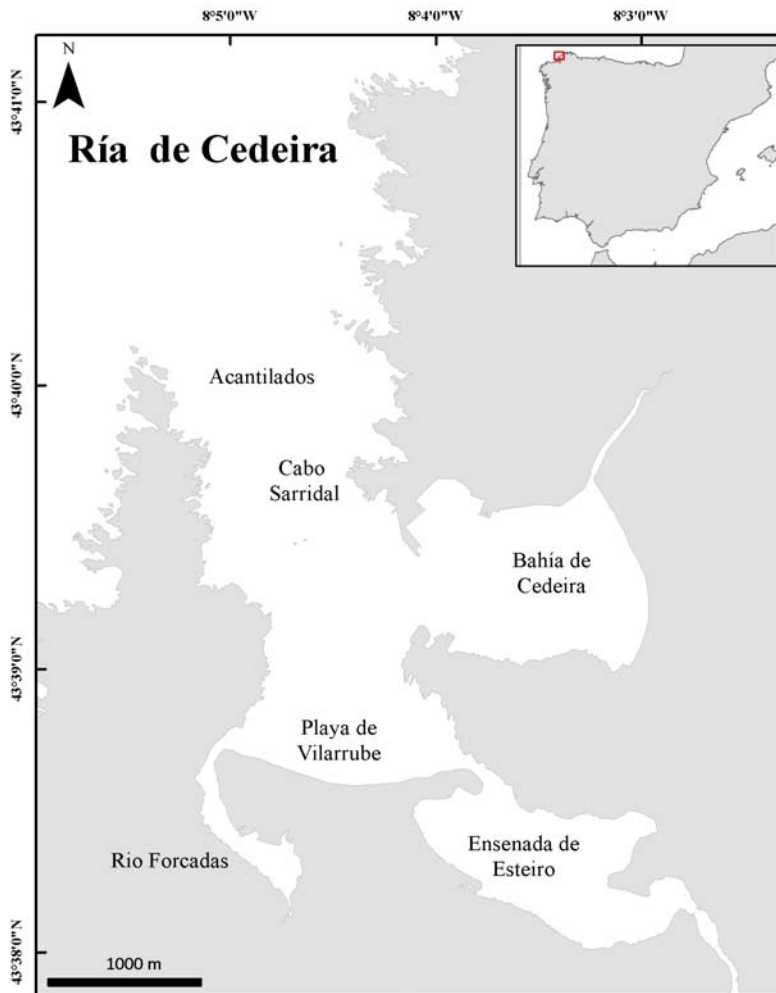 8°5'0"W
8°4'0"W
8°3'0"W
N
43°41'0"N
Ría de Cedeira
43°40'0"N
Acantilados
Cabo
Sarridal
Bahía de
Cedeira
43°39'0"N
Playa de
Vilarrube
Ensenada de
Esteiro
Rio Forcadas
43°38'0"N
1000 m